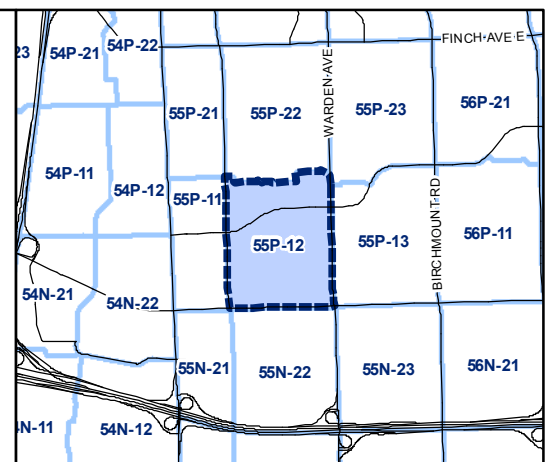 FINCH AVE E
23
54P-21
54P-22
55P-21
55P-22
WARDEN AVE
55P-23
56P-21
54P-11
54P-12
55P-11
55P-12
55P-13
BIRCHMOUNT RD
56P-11
54N-21
54N-22
55N-21
55N-22
55N-23
56N-21
4N-11
54N-12